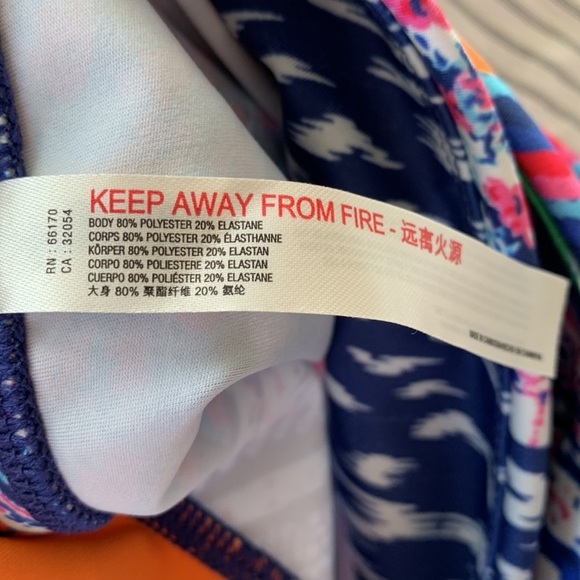 RN : 66170
CA : 32054
KEEP AWAY FROM FIRE - 远离火源
BODY 80% POLYESTER 20% ELASTANE
CORPS 80% POLYESTER 20% ÉLASTHANNE
KÖRPER 80% POLYESTER 20% ELASTAN
CORPO 80% POLIESTERE 20% ELASTAN
CUERPO 80% POLIÉSTER 20% ELASTANE
大身 80% 聚酯纤维 20% 氨纶